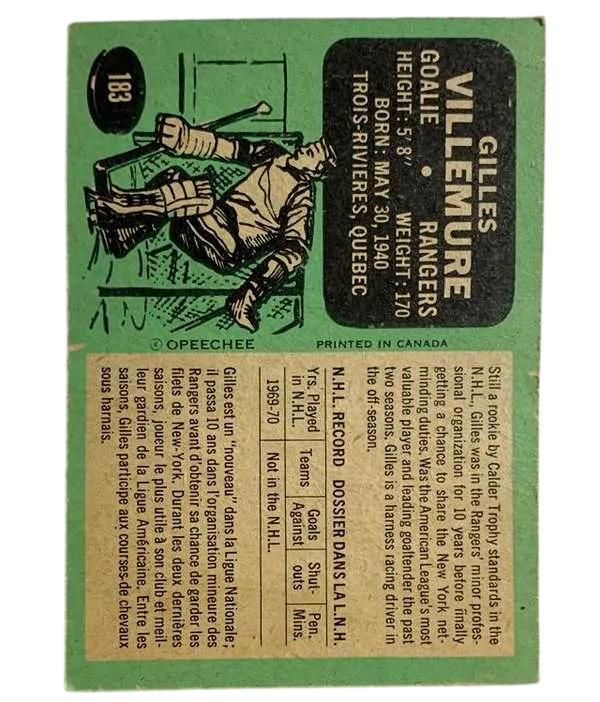 183
GILLES
VILLEMURE
GOALIE • RANGERS
HEIGHT: 5'8" WEIGHT: 170
BORN: MAY 30, 1940
TROIS-RIVIERES, QUEBEC
© OPEECHEE PRINTED IN CANADA
Still a rookie by Calder Trophy standards in the
N.H.L., Gilles was in the Rangers' minor profes-
sional organization for 10 years before finally
getting a chance to share the New York net-
minding duties. Was the American League's most
valuable player and leading goaltender the past
two seasons. Gilles is a harness racing driver in
the off-season.
N.H.L. RECORD DOSSIER DANS LA L.N.H.
Yrs. Played Teams Goals Shut- Pen.
in N.H.L. Against outs Mins.
1969-70 Not in the N.H.L.
Gilles est un "nouveau" dans la Ligue Nationale;
il passa 10 ans dans l'organisation mineure des
Rangers avant d'obtenir sa chance de garder les
filets de New-York. Durant les deux dernières
saisons, joueur le plus utile à son club et meil-
leur gardien de la Ligue Américaine. Entre les
saisons, Gilles participe aux courses de chevaux
sous harnais.